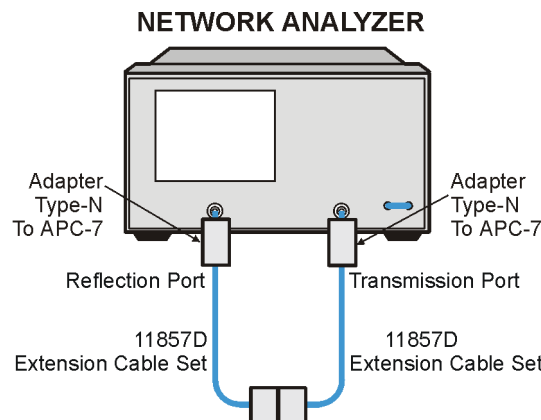 NETWORK ANALYZER
Adapter
Type-N
To APC-7
Adapter
Type-N
To APC-7
Reflection Port
Transmission Port
11857D
Extension Cable Set
11857D
Extension Cable Set